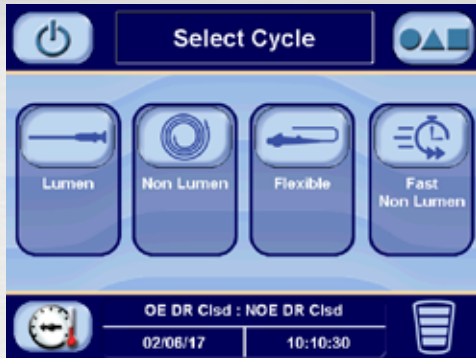 Select Cycle
Lumen
Non Lumen
Flexible
Fast
Non Lumen
OE DR Clsd : NOE DR Clsd
02/06/17
10:10:30